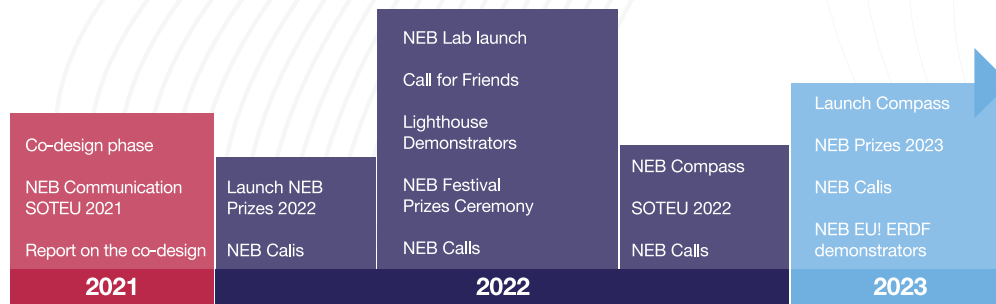 Co-design phase
NEB Communication
SOTEU 2021
Report on the co-design
2021
Launch NEB
Prizes 2022
NEB Calis
NEB Lab launch
Call for Friends
Lighthouse
Demonstrators
NEB Festival
Prizes Ceremony
NEB Calls
NEB Compass
SOTEU 2022
NEB Calls
2022
Launch Compass
NEB Prizes 2023
NEB Calis
NEB EU! ERDF
demonstrators
2023